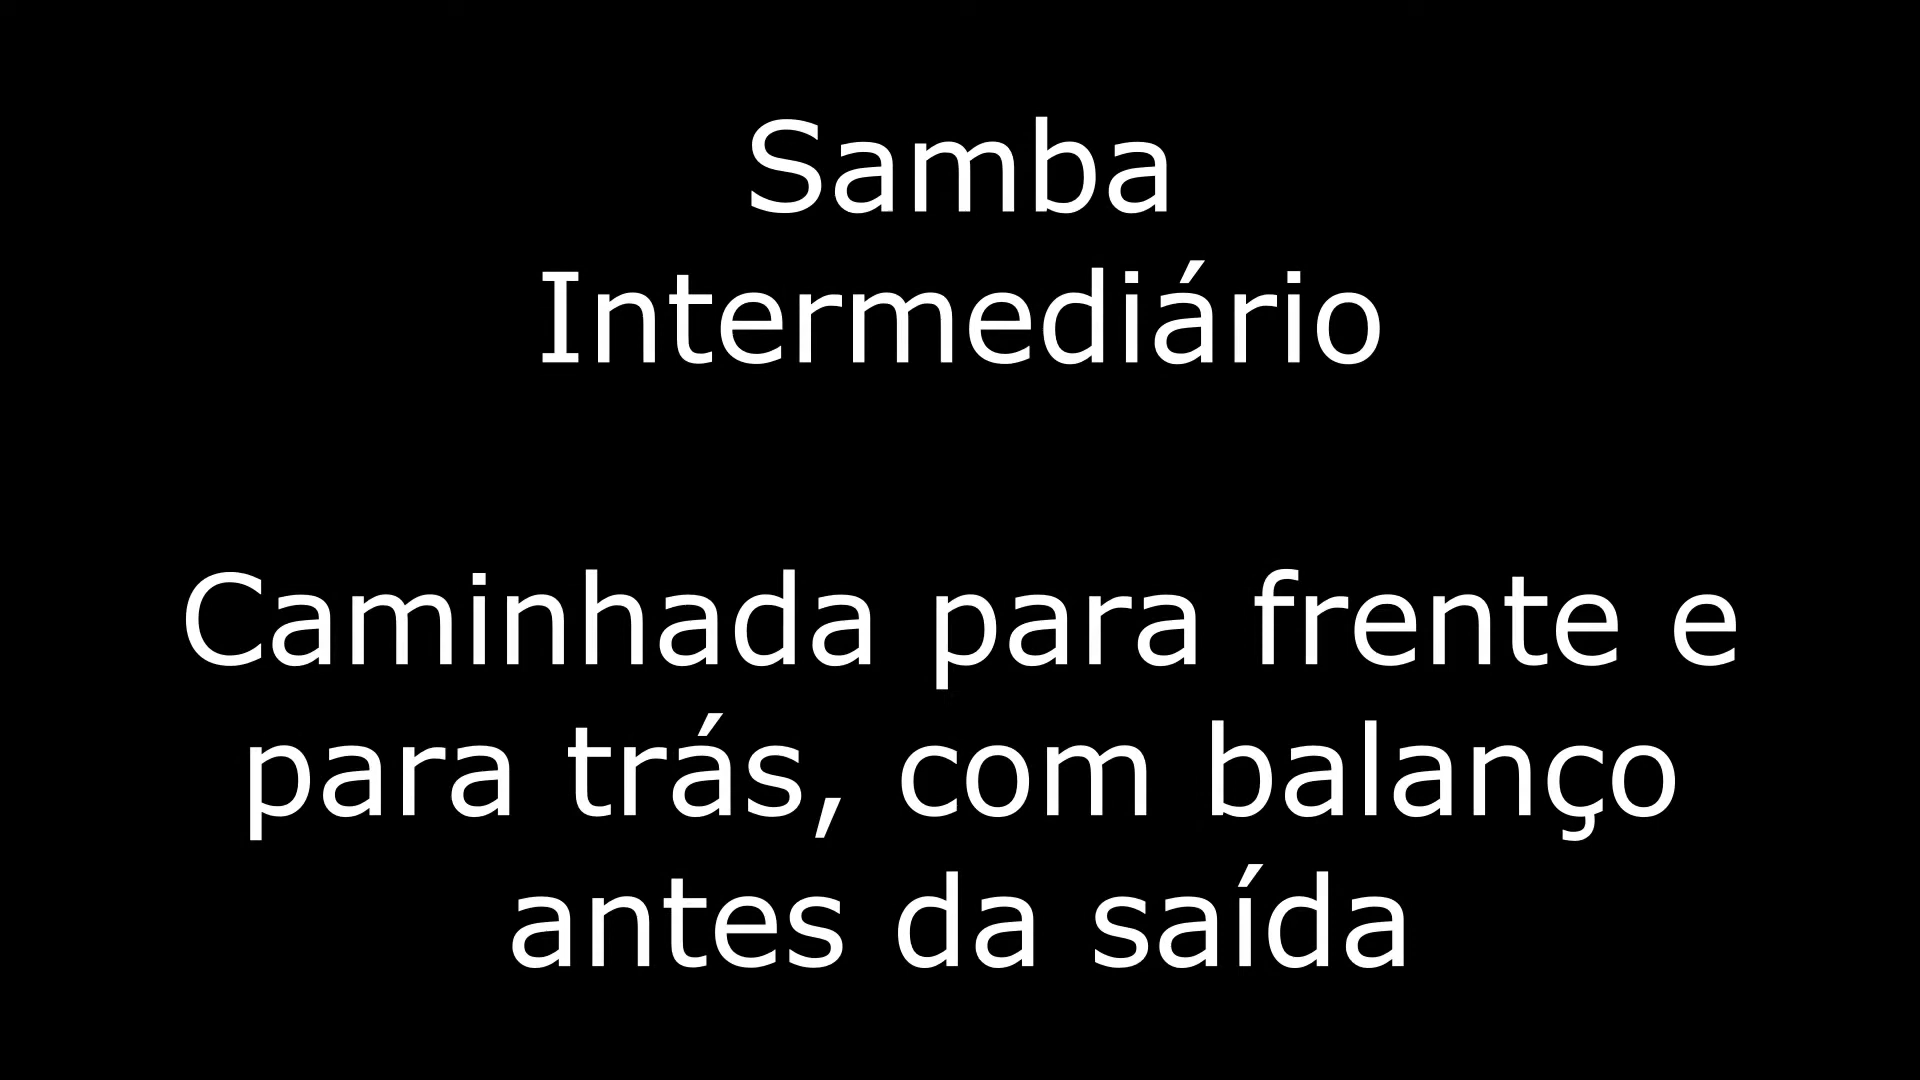 Samba
Intermediário
Caminhada para frente e
para trás, com balanço
antes da saída